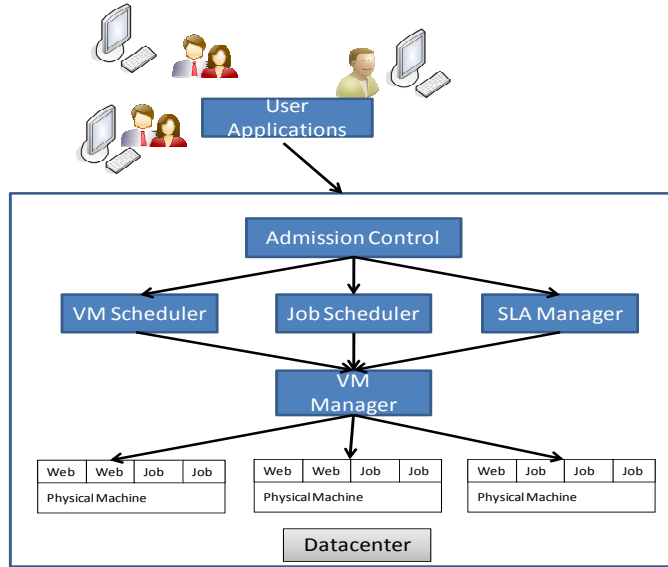 User
Applications
Admission Control
VM Scheduler
Job Scheduler
SLA Manager
VM
Manager
Web Web Job Job
Physical Machine
Web Web Job Job
Physical Machine
Web Job Job Job
Physical Machine
Datacenter